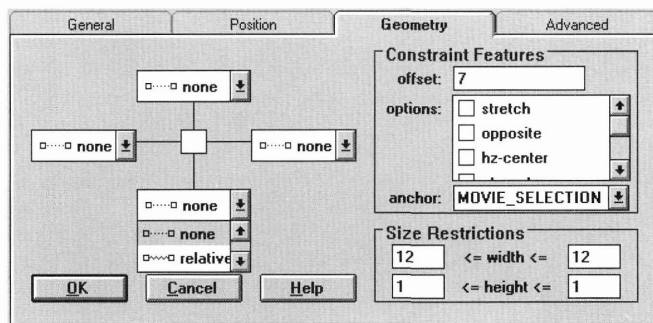 General Position Geometry Advanced
none
none
none
none
none
relative
OK Cancel Help
Constraint Features
offset: 7
options: stretch
opposite
hz-center
anchor: MOVIE_SELECTION
Size Restrictions
12 <= width <= 12
1 <= height <= 1